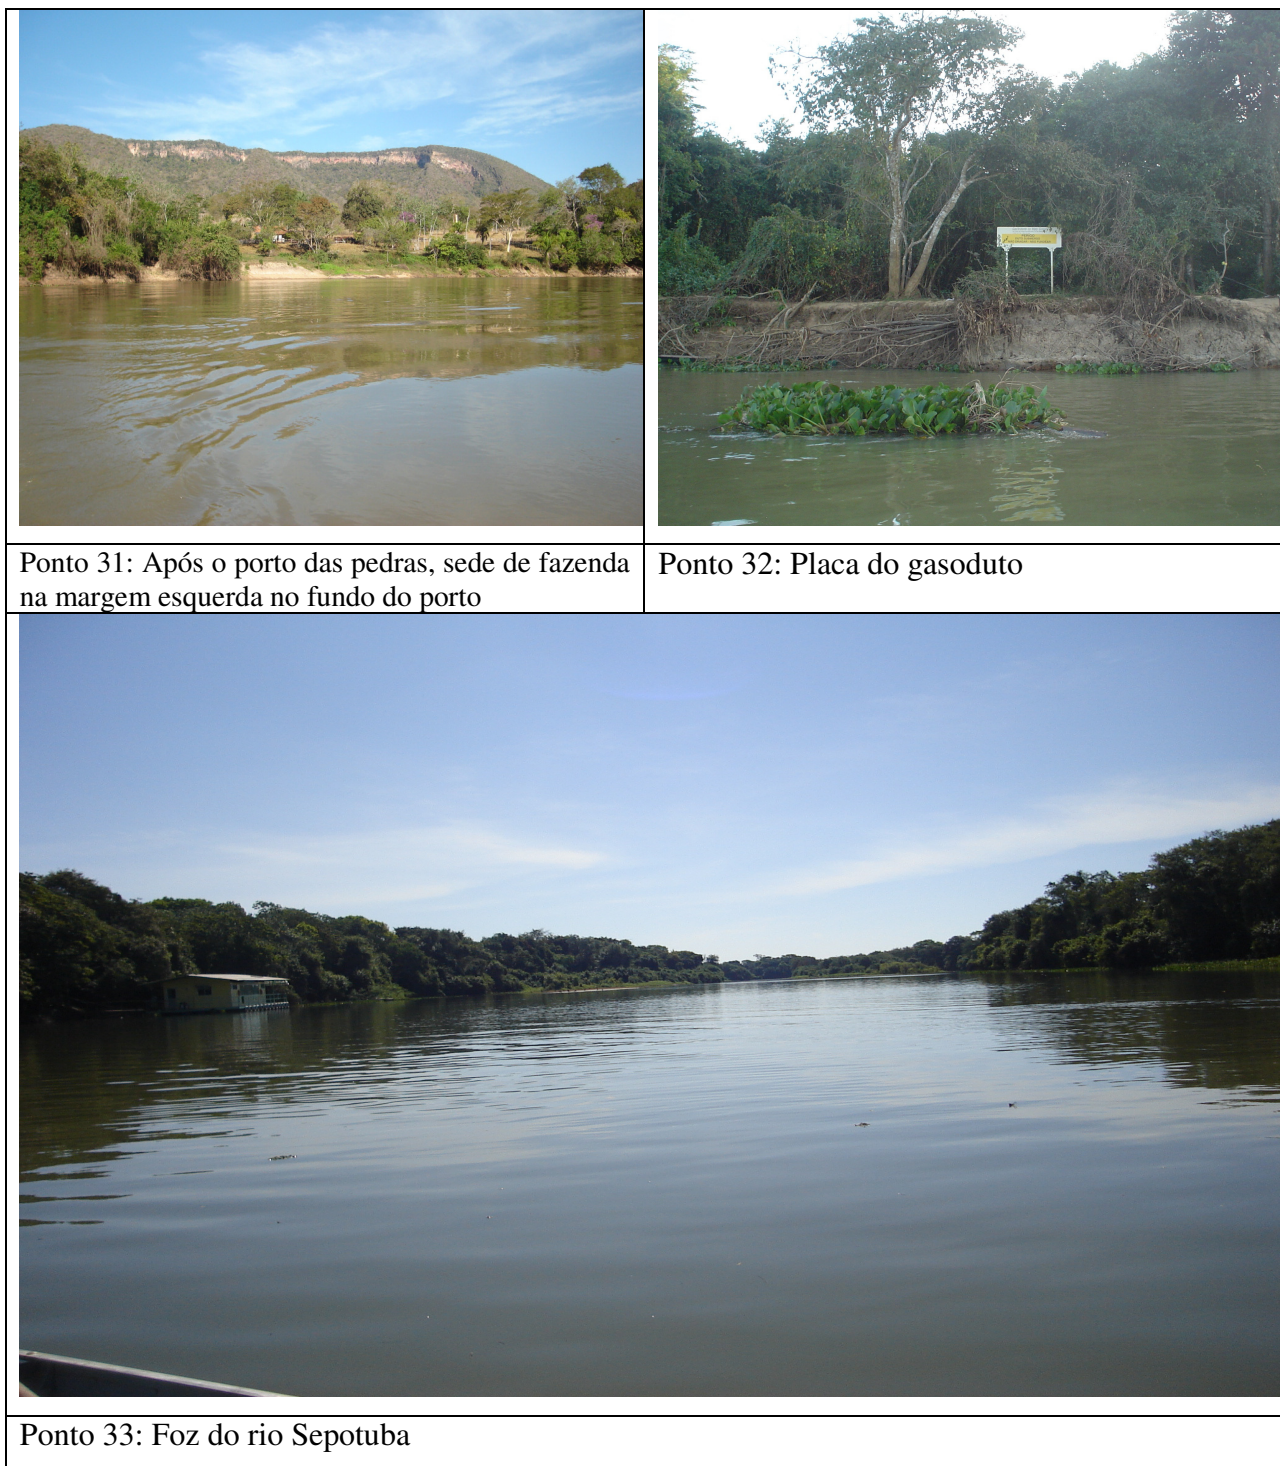 Ponto 31: Após o porto das pedras, sede de fazenda
na margem esquerda no fundo do porto
Ponto 32: Placa do gasoduto
Ponto 33: Foz do rio Sepotuba